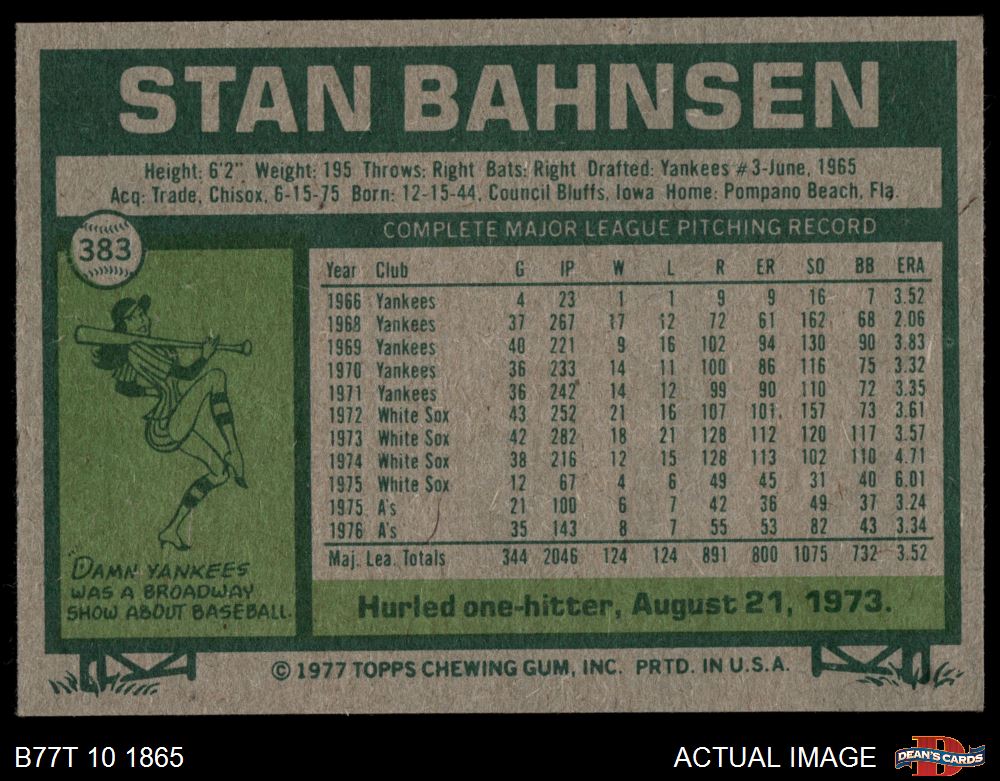 STAN BAHNSEN
Height: 6'2" Weight: 195 Throws: Right Bats: Right Drafted: Yankees #3-June, 1965
Acq: Trade, Chisox, 6-15-75 Born: 12-15-44, Council Bluffs, Iowa Home: Pompano Beach, Fla.
383
COMPLETE MAJOR LEAGUE PITCHING RECORD
Year Club G IP W L R ER SO BB ERA
1966 Yankees 4 23 1 1 9 9 16 7 3.52
1968 Yankees 37 267 17 12 72 61 162 68 2.06
1969 Yankees 40 221 9 16 102 94 130 90 3.83
1970 Yankees 36 233 14 11 100 86 116 75 3.32
1971 Yankees 36 242 14 12 99 90 110 72 3.35
1972 White Sox 43 252 21 16 107 101 157 73 3.61
1973 White Sox 42 282 18 21 128 112 120 117 3.57
1974 White Sox 38 216 12 15 128 113 102 110 4.71
1975 White Sox 12 67 4 6 49 45 31 40 6.01
1975 A's 21 100 6 7 42 36 49 37 3.24
1976 A's 35 143 8 7 55 53 82 43 3.34
Maj. Lea. Totals 344 2046 124 124 891 800 1075 732 3.52
"DAMN YANKEES"
WAS A BROADWAY
SHOW ABOUT BASEBALL.
Hurled one-hitter, August 21, 1973.
© 1977 TOPPS CHEWING GUM, INC. PRTD. IN U.S.A.
B77T 10 1865
ACTUAL IMAGE
D
DEAN'S CARDS